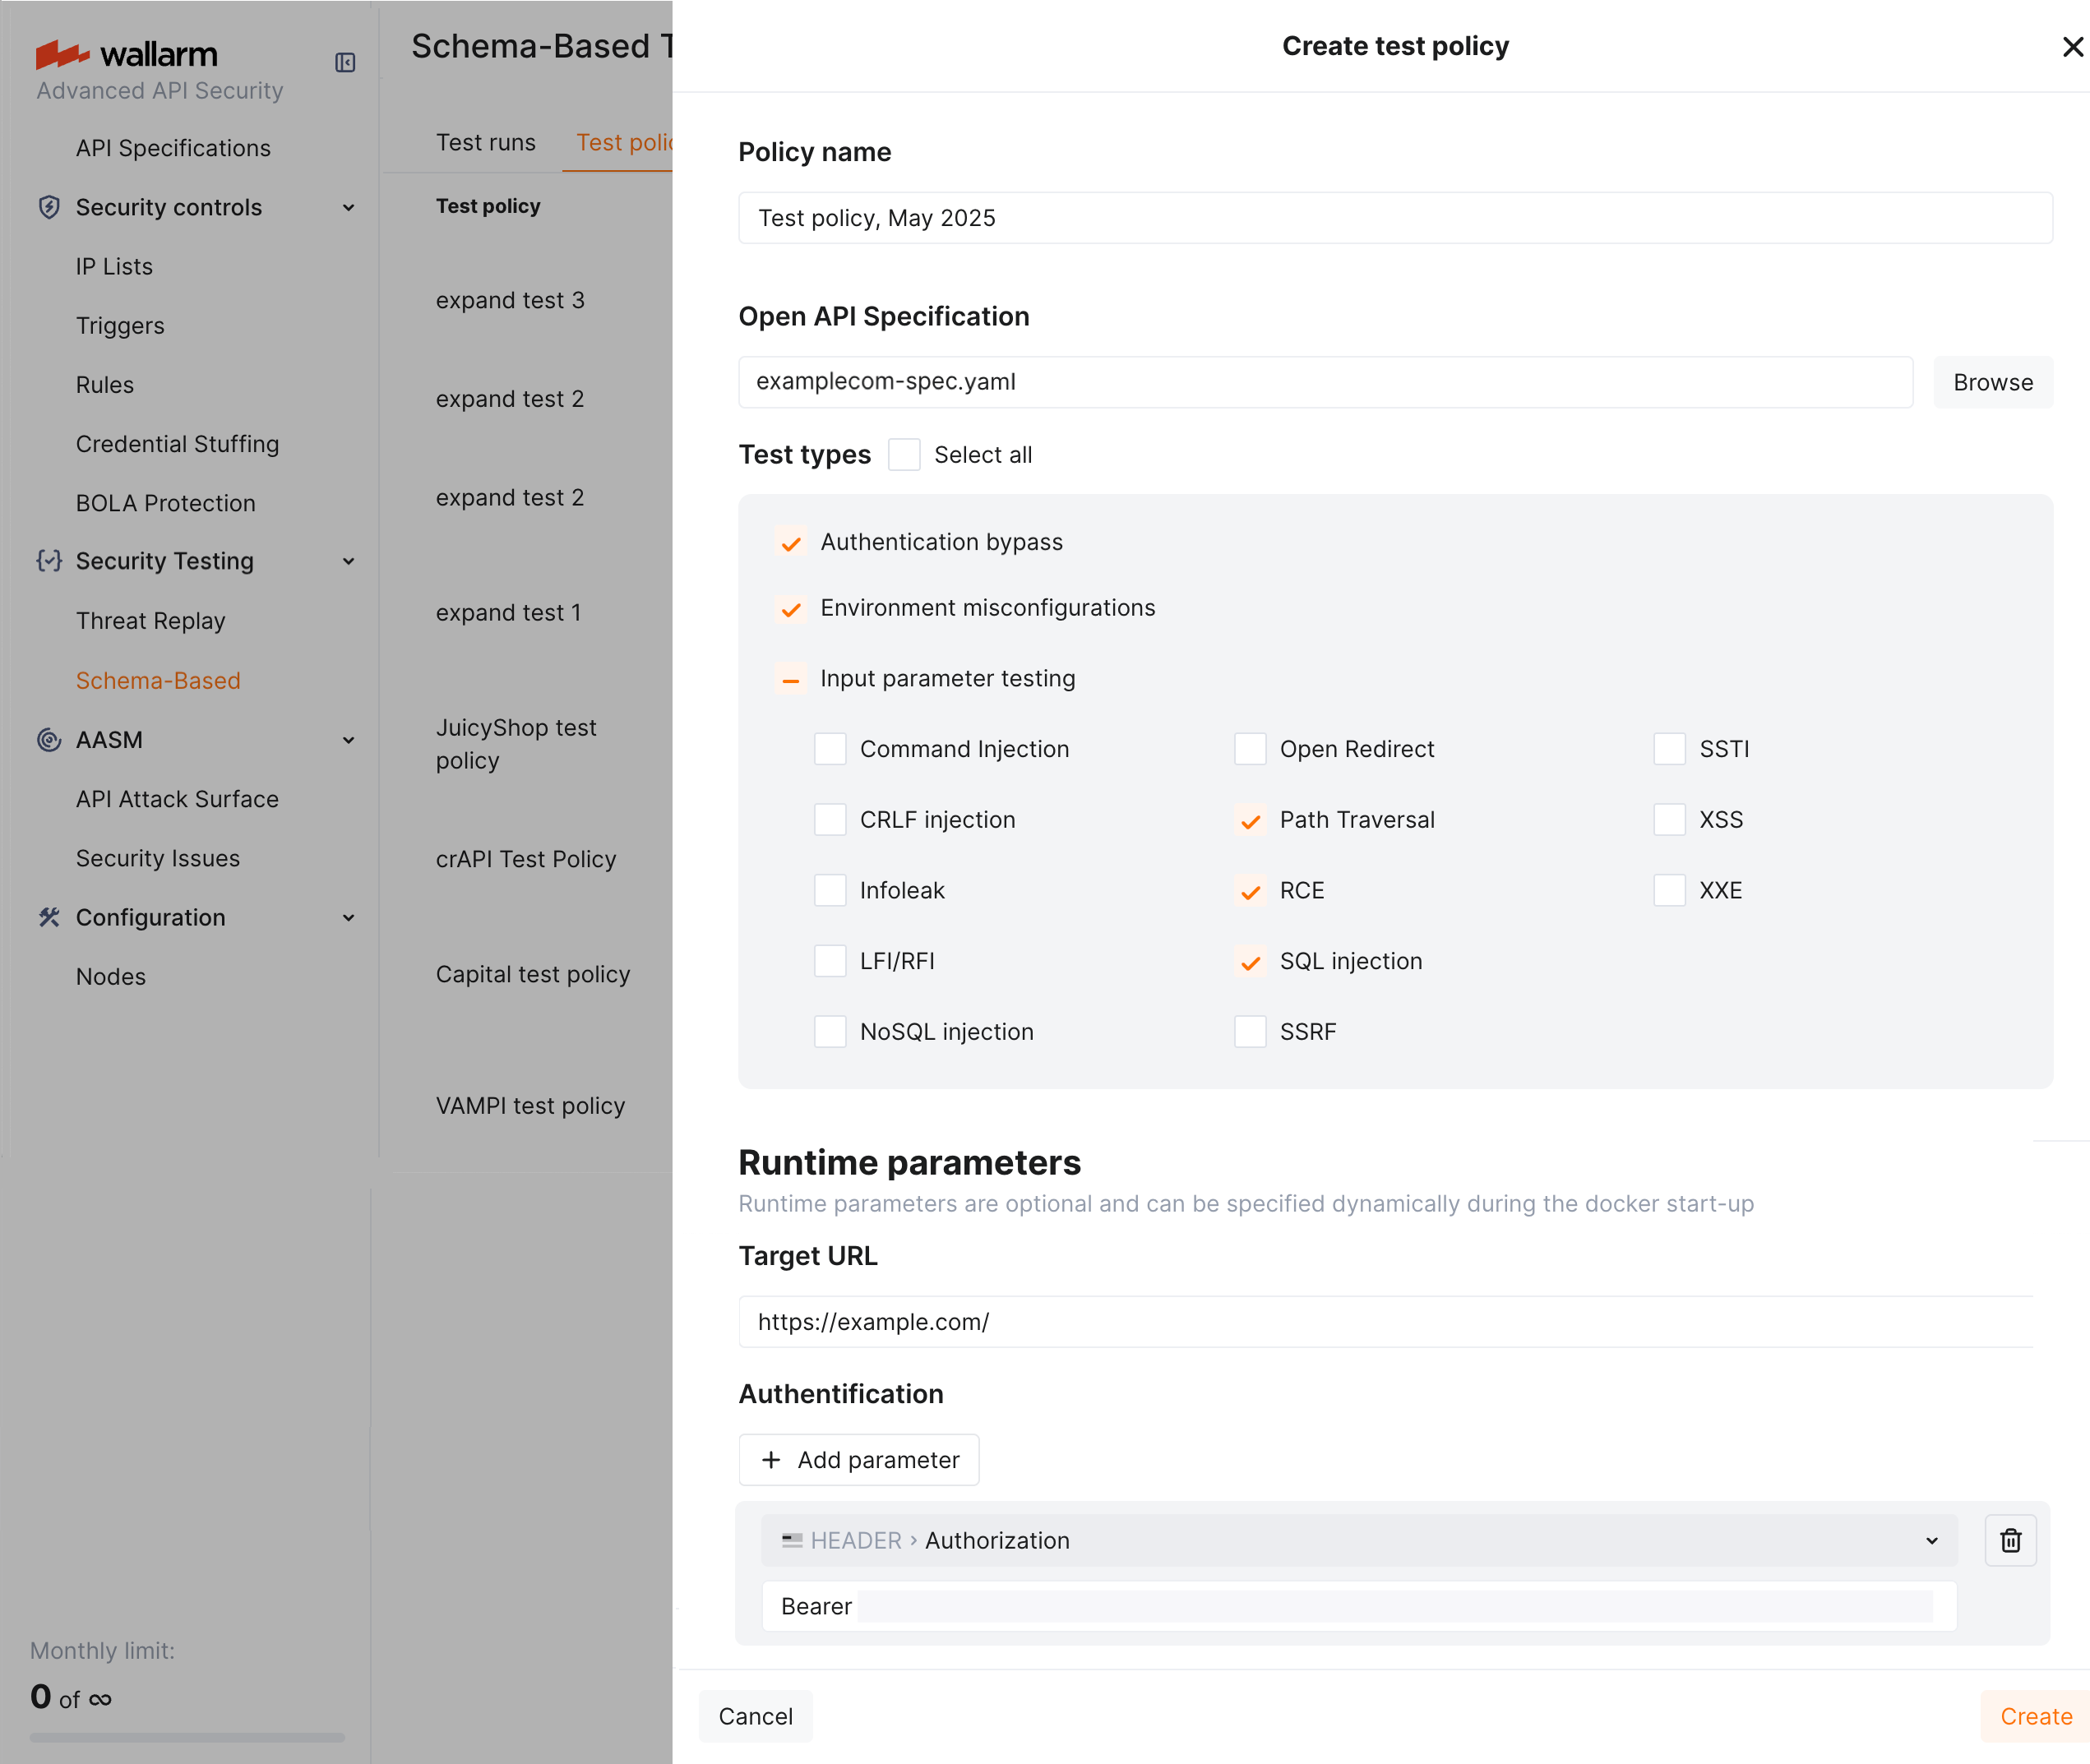 wallarm
Advanced API Security
API Specifications
Security controls
IP Lists
Triggers
Rules
Credential Stuffing
BOLA Protection
Security Testing
Threat Replay
Schema-Based
AASM
API Attack Surface
Security Issues
Configuration
Nodes
Monthly limit:
0 of ∞
Schema-Based T
Test runs
Test polic
Test policy
expand test 3
expand test 2
expand test 2
expand test 1
JuicyShop test
policy
crAPI Test Policy
Capital test policy
VAMPI test policy
Create test policy
Policy name
Test policy, May 2025
Open API Specification
examplecom-spec.yaml
Browse
Test types
Select all
Authentication bypass
Environment misconfigurations
Input parameter testing
Command Injection
Open Redirect
SSTI
CRLF injection
Path Traversal
XSS
Infoleak
RCE
XXE
LFI/RFI
SQL injection
NoSQL injection
SSRF
Runtime parameters
Runtime parameters are optional and can be specified dynamically during the docker start-up
Target URL
https://example.com/
Authentification
+ Add parameter
HEADER › Authorization
Bearer
Cancel
Create